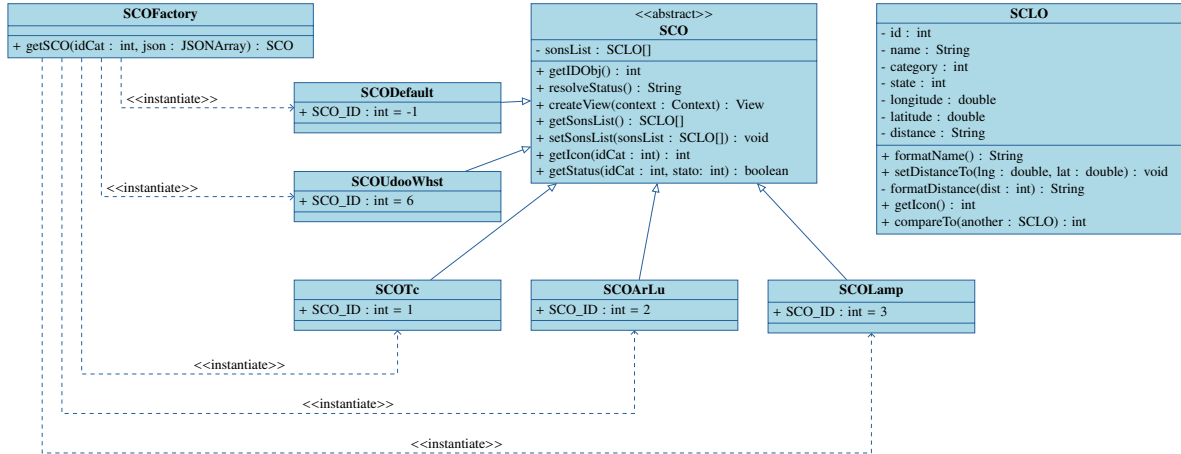 SCOFactory
+ getSCO(idCat : int, json : JSONArray) : SCO
<<abstract>>
SCO
- sonsList : SCLO[]
+ getIDObj() : int
+ resolveStatus() : String
+ createView(context : Context) : View
+ getSonsList() : SCLO[]
+ setSonsList(sonsList : SCLO[]) : void
+ getIcon(idCat : int) : int
+ getStatus(idCat : int, stato: int) : boolean
SCLO
- id : int
- name : String
- category : int
- state : int
- longitude : double
- latitude : double
- distance : String
+ formatName() : String
+ setDistanceTo(lng : double, lat : double) : void
- formatDistance(dist : int) : String
+ getIcon() : int
+ compareTo(another : SCLO) : int
<<instantiate>>
SCODefault
+ SCO_ID : int = -1
<<instantiate>>
SCOUdooWhst
+ SCO_ID : int = 6
SCOTc
+ SCO_ID : int = 1
SCOArLu
+ SCO_ID : int = 2
SCOLamp
+ SCO_ID : int = 3
<<instantiate>>
<<instantiate>>
<<instantiate>>